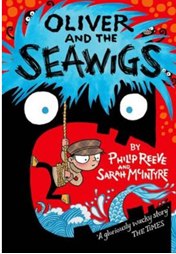 OLIVER
AND THE
SEAWIGS
BY
PHILIP REEVE
AND
SARAH McINTYRE
'A gloriously wacky story'
THE TIMES